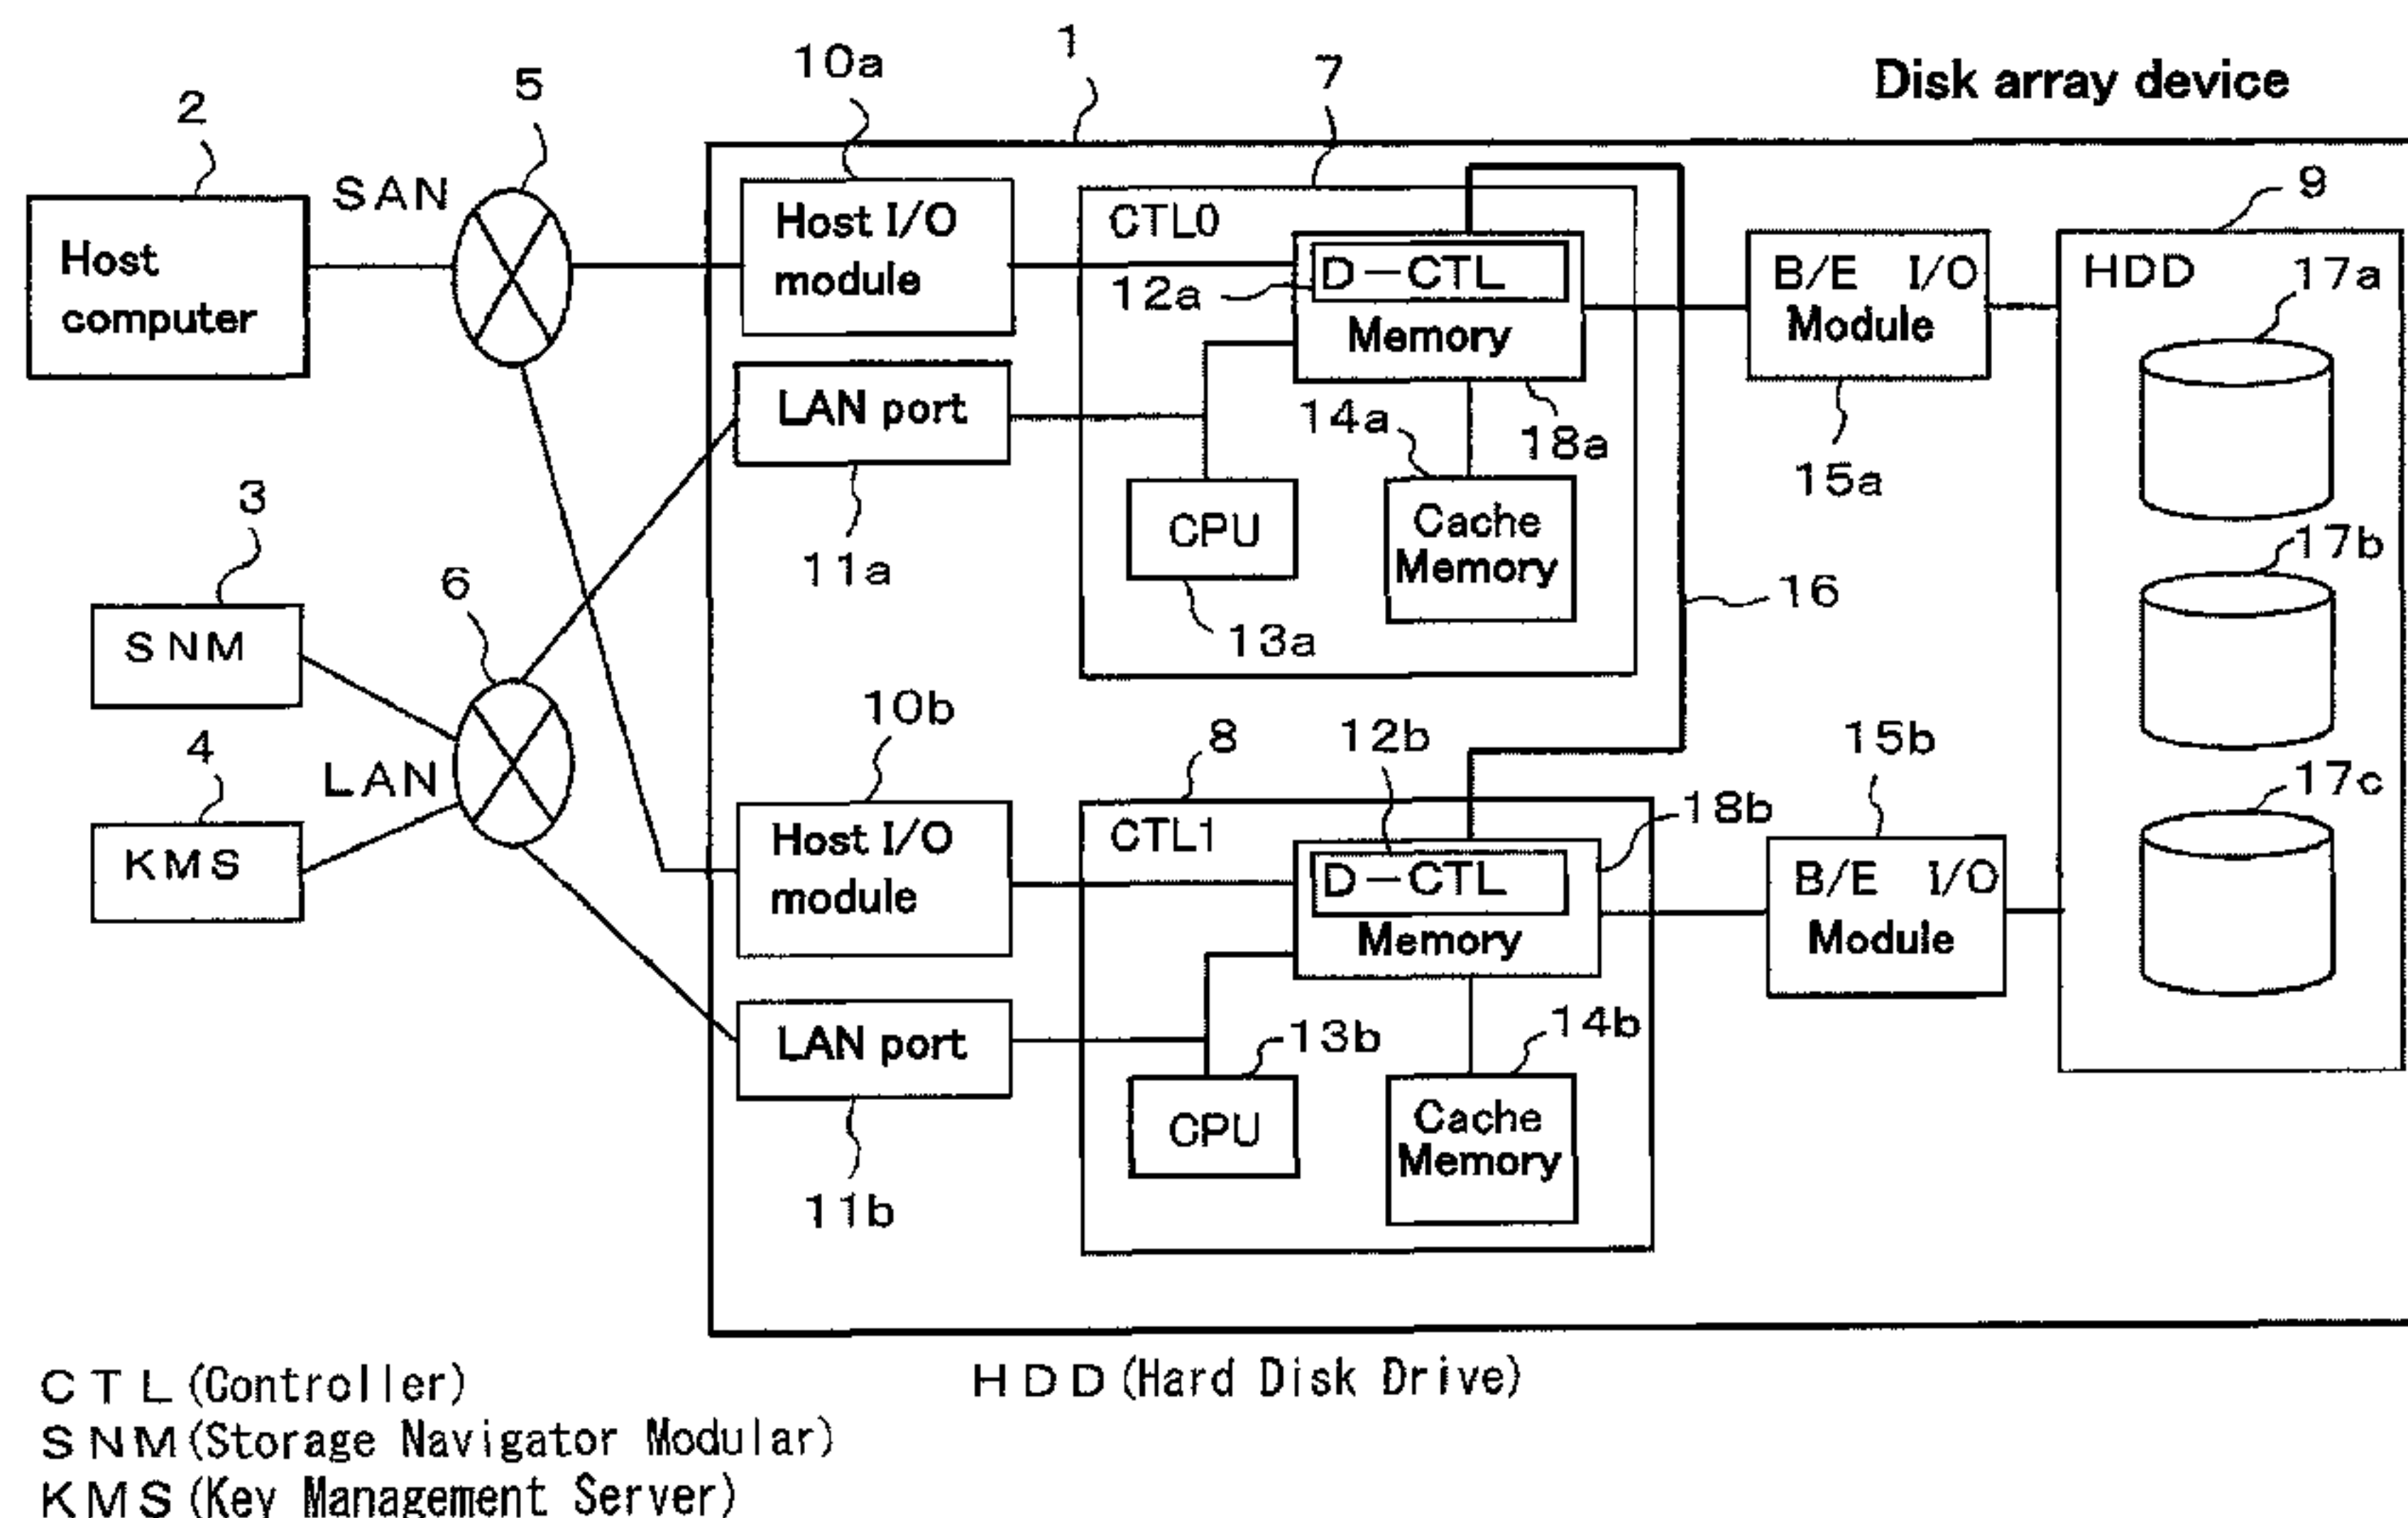 1
Disk array device
10a
7
5
2
9
SAN
Host I/O
module
CTL0
D-CTL
12a
Memory
B/E I/O
Module
HDD
17a
Host
computer
LAN port
14a
18a
15a
3
CPU
Cache
Memory
17b
11a
6
16
13a
SNM
10b
8
12b
15b
4
LAN
17c
18b
KMS
Host I/O
module
CTL1
D-CTL
Memory
B/E I/O
Module
LAN port
13b
14b
CPU
Cache
Memory
11b
CTL(Controller)
HDD(Hard Disk Drive)
SNM(Storage Navigator Modular)
KMS(Key Management Server)